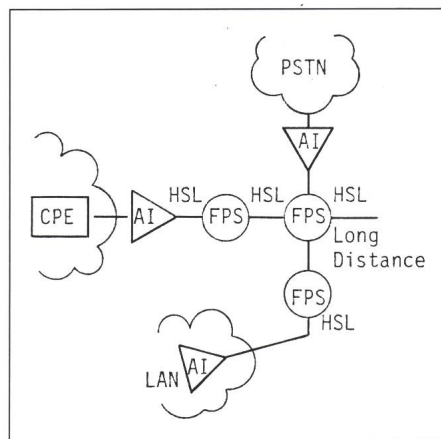 PSTN
AI
HSL HSL HSL
CPE AI FPS FPS
Long
Distance
FPS
HSL
LAN AI